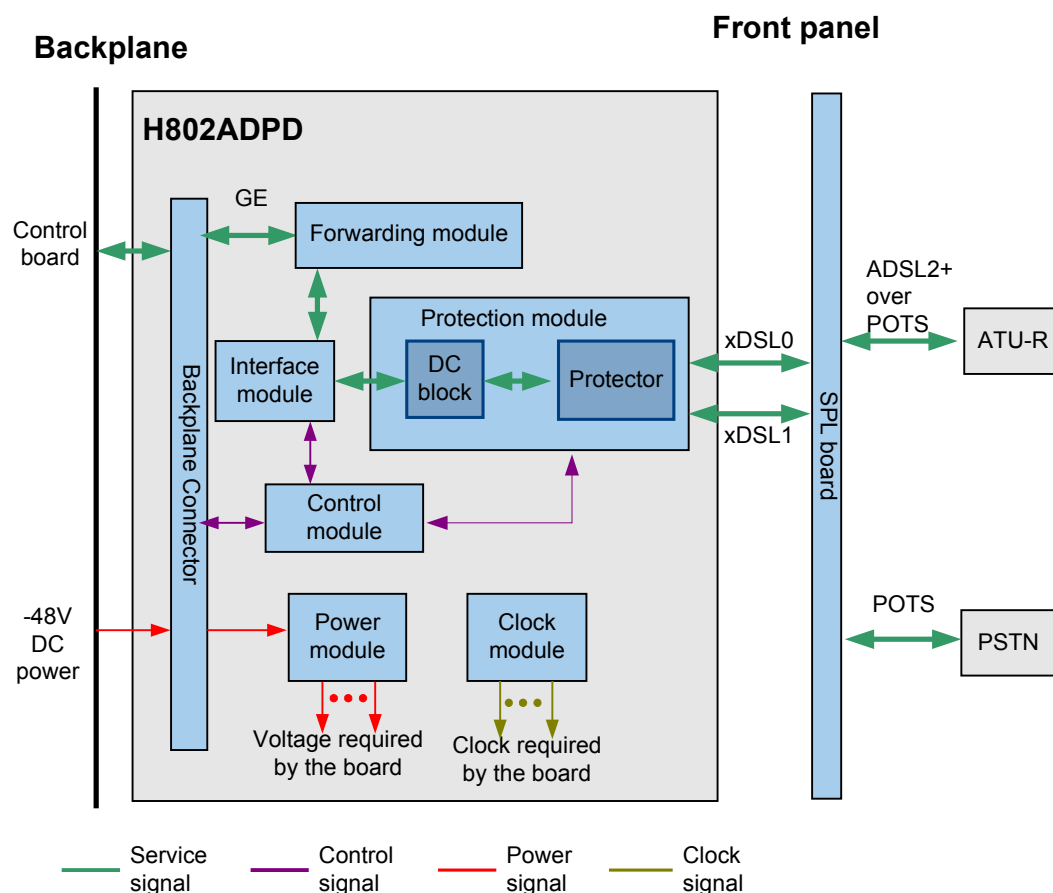 Backplane
Front panel
H802ADPD
GE
Control
board
Forwarding module
ADSL2+
over
POTS
Protection module
xDSL0
ATU-R
Interface
module
DC
block
Protector
xDSL1
Backplane Connector
SPL board
Control
module
-48V
DC
power
Power
module
Clock
module
POTS
PSTN
Voltage required
by the board
Clock required
by the board
Service
signal
Control
signal
Power
signal
Clock
signal